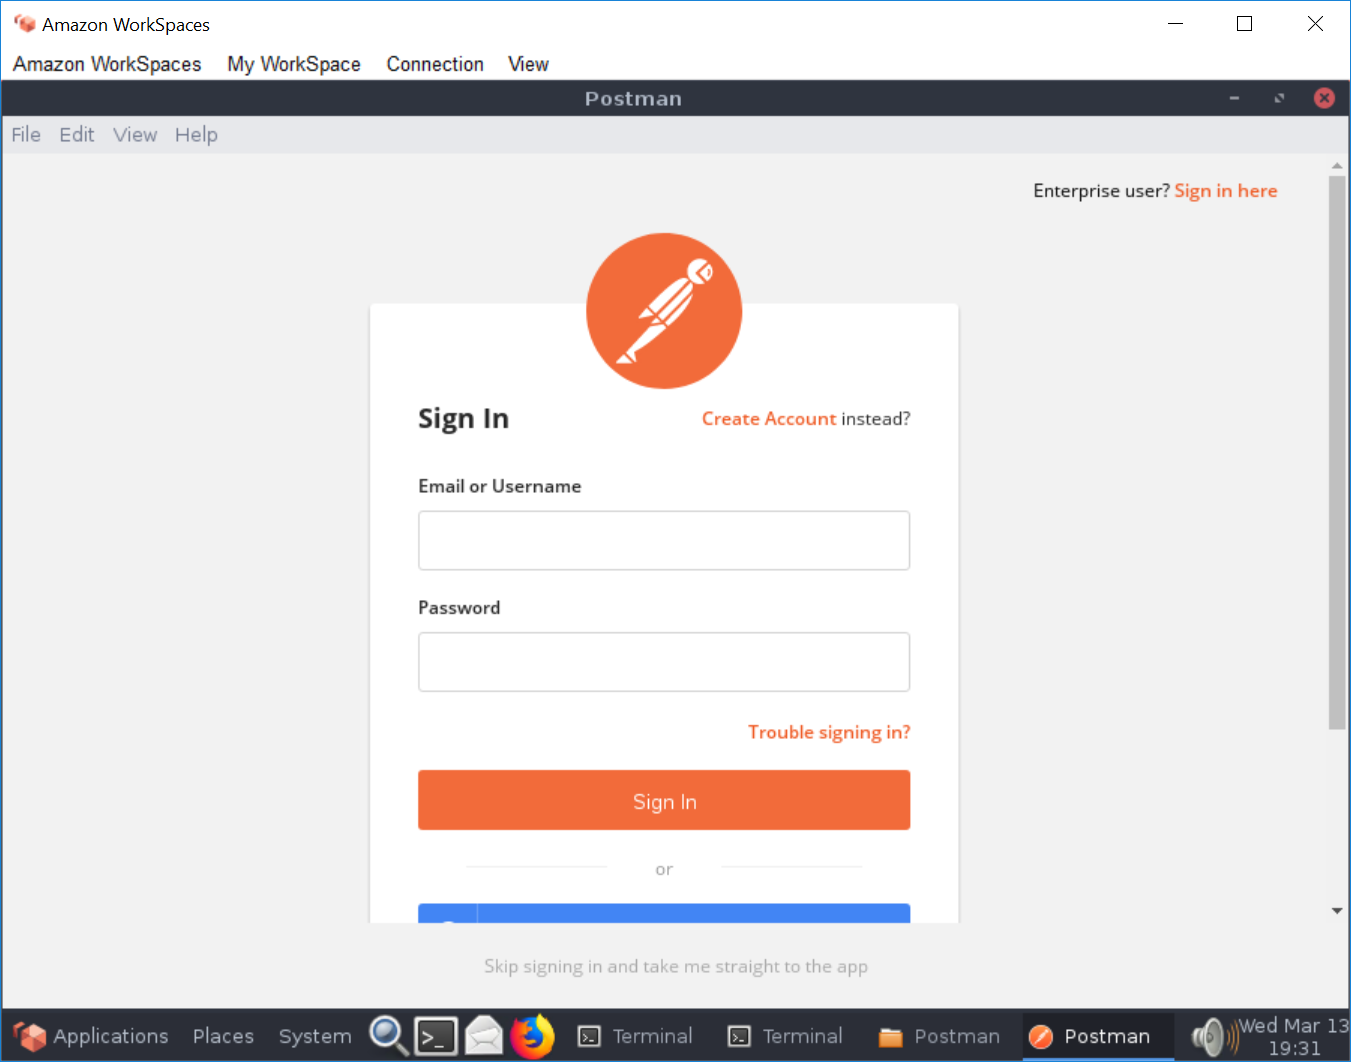 Amazon WorkSpaces
Amazon WorkSpaces My WorkSpace Connection View
Postman
File Edit View Help
Enterprise user? Sign in here
Sign In
Create Account instead?
Email or Username
Password
Trouble signing in?
Sign In
or
Skip signing in and take me straight to the app
Applications Places System Terminal Terminal Postman Postman Wed Mar 13
19:31